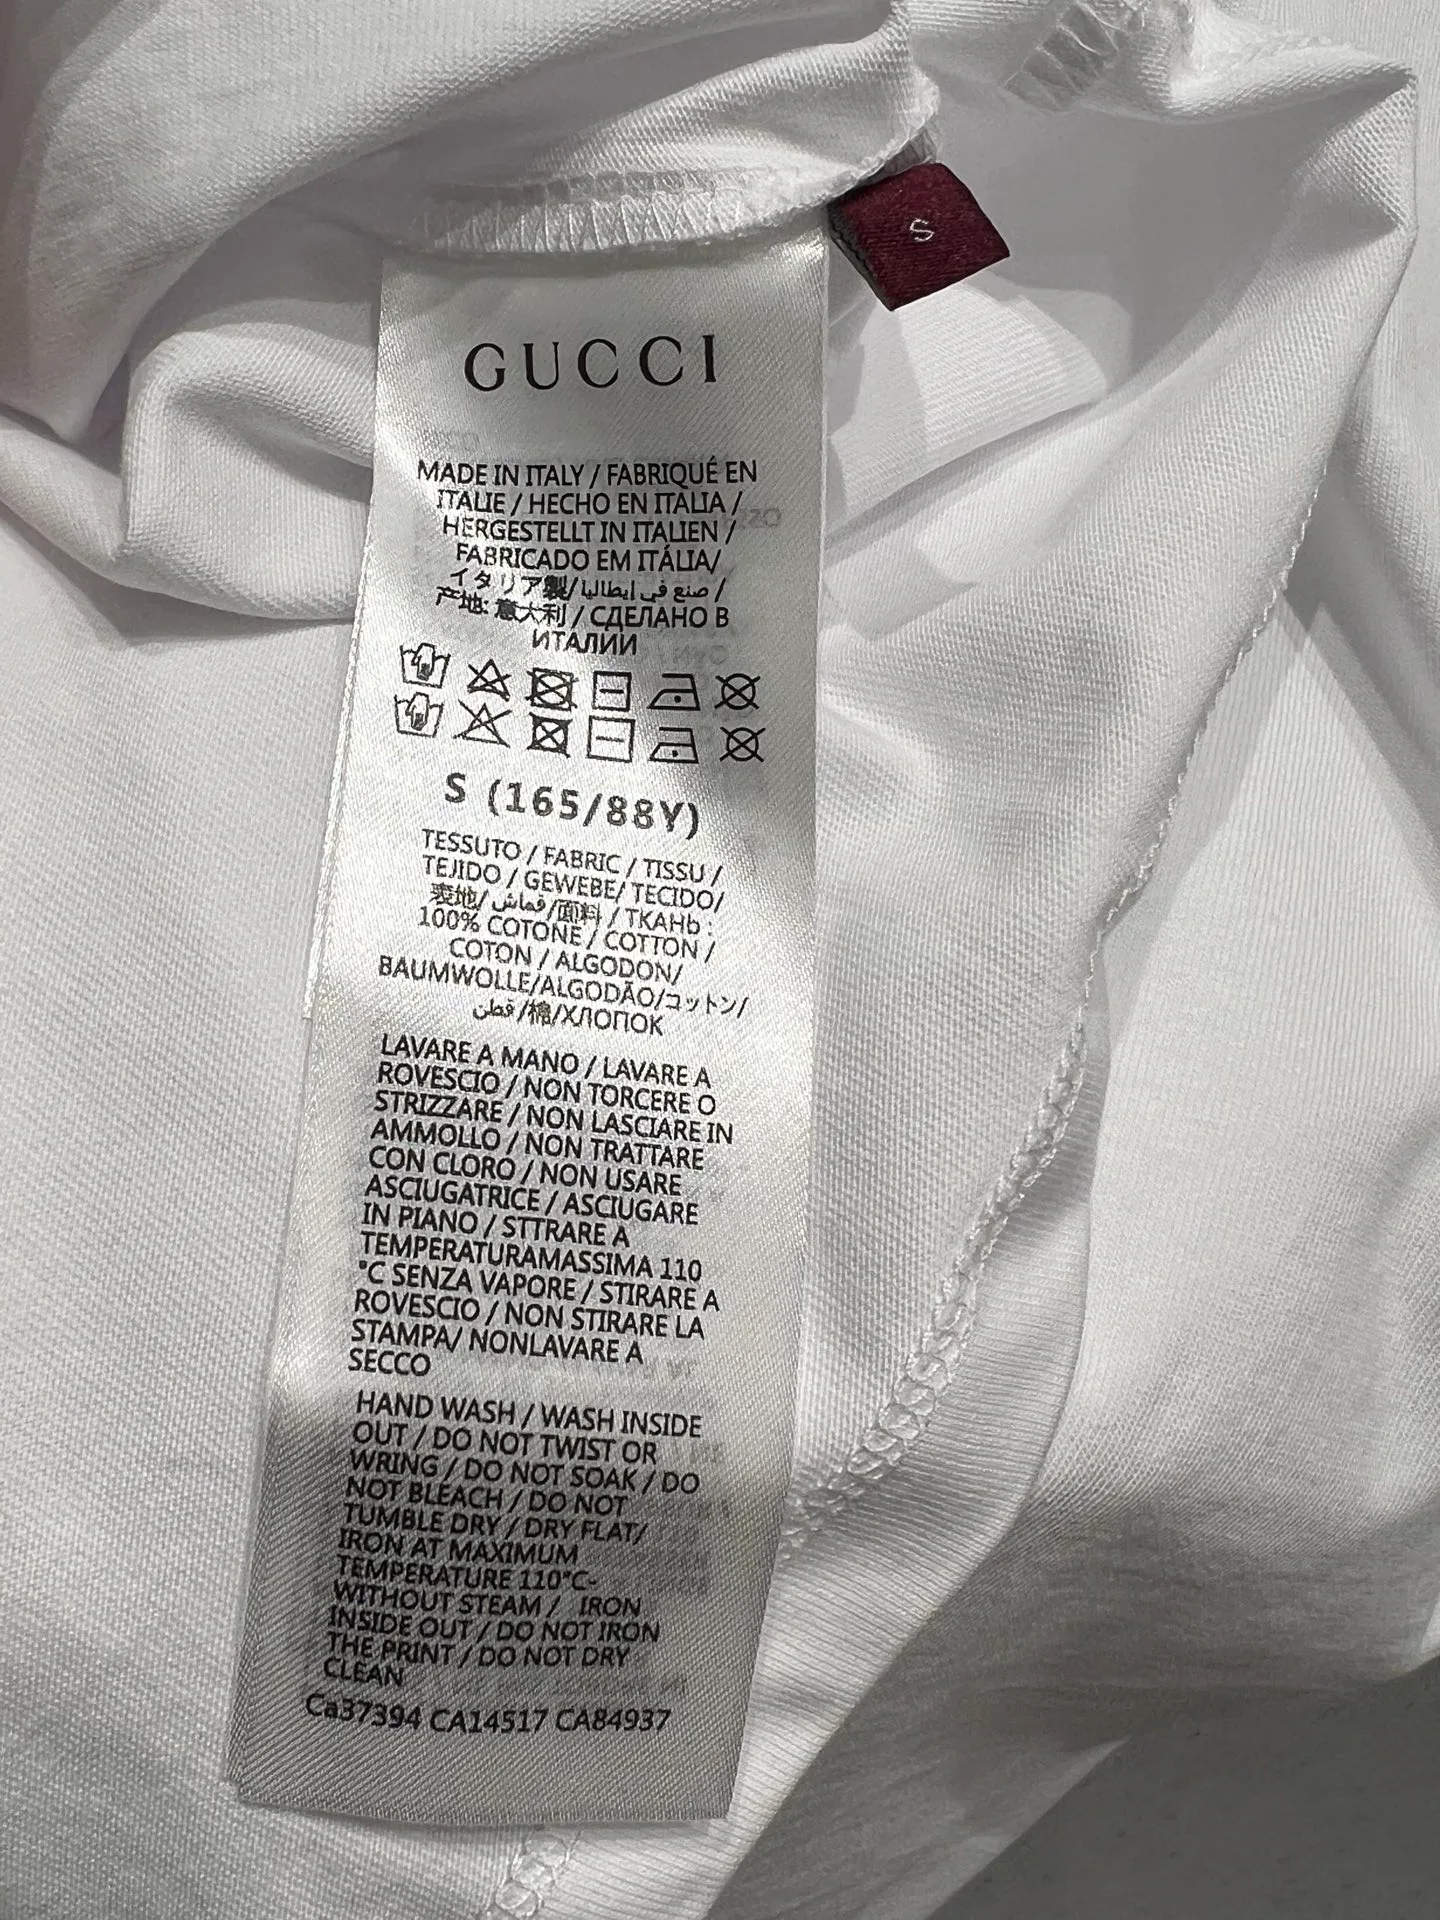 S
GUCCI
MADE IN ITALY / FABRIQUÉ EN
ITALIE / HECHO EN ITALIA /
HERGESTELLT IN ITALIEN /
FABRICADO EM ITÁLIA/
イタリア製/صنع في إيطاليا /
产地: 意大利 / СДЕЛАНО В
ИТАЛИИ
S (165/88Y)
TESSUTO / FABRIC / TISSU /
TEJIDO / GEWEBE/ TECIDO/
表地/ قماش/面料 / ТКАНЬ :
100% COTONE / COTTON /
COTON / ALGODON/
BAUMWOLLE/ALGODÃO/コットン/
قطن /棉/ХЛОПОК
LAVARE A MANO / LAVARE A
ROVESCIO / NON TORCERE O
STRIZZARE / NON LASCIARE IN
AMMOLLO / NON TRATTARE
CON CLORO / NON USARE
ASCIUGATRICE / ASCIUGARE
IN PIANO / STTRARE A
TEMPERATURAMASSIMA 110
°C SENZA VAPORE / STIRARE A
ROVESCIO / NON STIRARE LA
STAMPA/ NONLAVARE A
SECCO
HAND WASH / WASH INSIDE
OUT / DO NOT TWIST OR
WRING / DO NOT SOAK / DO
NOT BLEACH / DO NOT
TUMBLE DRY / DRY FLAT/
IRON AT MAXIMUM
TEMPERATURE 110°C-
WITHOUT STEAM / IRON
INSIDE OUT / DO NOT IRON
THE PRINT / DO NOT DRY
CLEAN
Ca37394 CA14517 CA84937